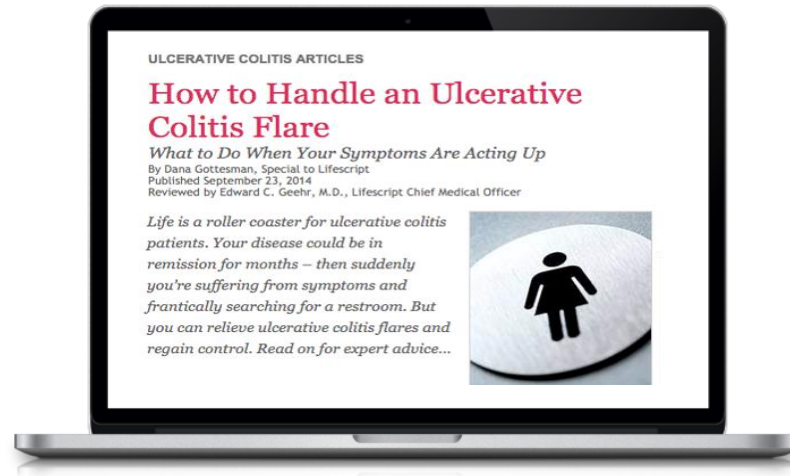 ULCERATIVE COLITIS ARTICLES
How to Handle an Ulcerative
Colitis Flare
What to Do When Your Symptoms Are Acting Up
By Dana Gottesman, Special to Lifescript
Published September 23, 2014
Reviewed by Edward C. Geehr, M.D., Lifescript Chief Medical Officer
Life is a roller coaster for ulcerative colitis
patients. Your disease could be in
remission for months – then suddenly
you're suffering from symptoms and
frantically searching for a restroom. But
you can relieve ulcerative colitis flares and
regain control. Read on for expert advice...